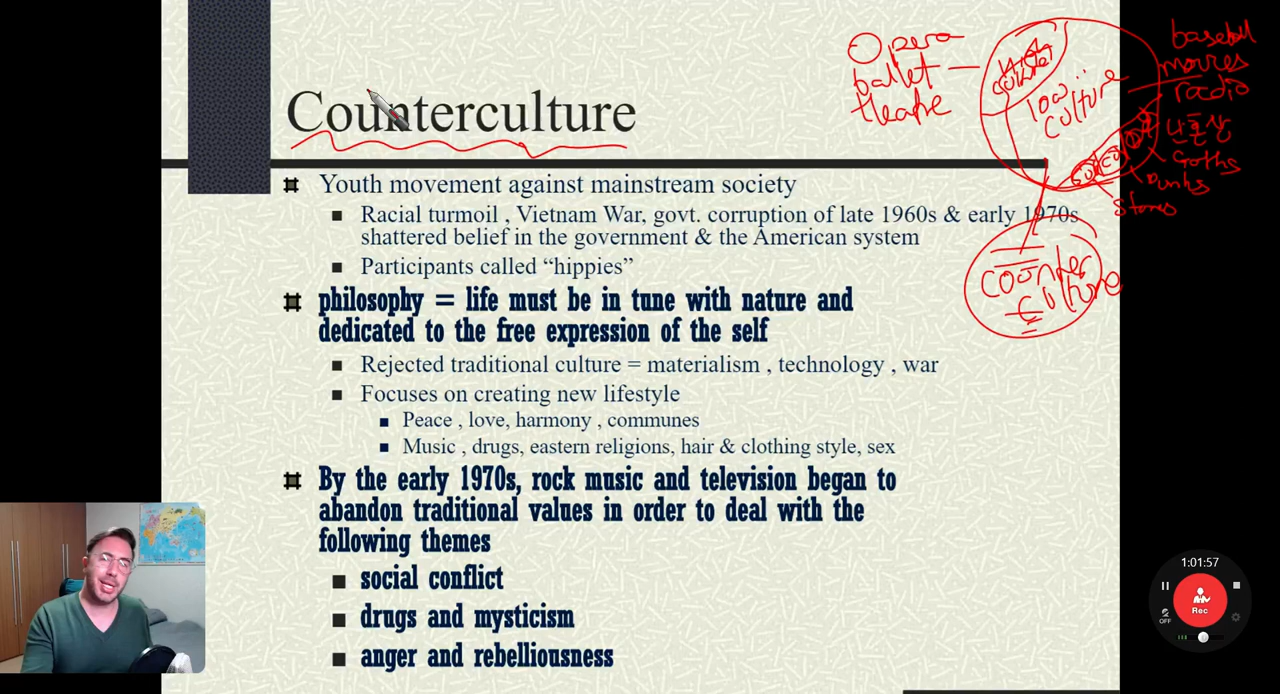 Counterculture
Youth movement against mainstream society
Racial turmoil , Vietnam War, govt. corruption of late 1960s & early 1970s
shattered belief in the government & the American system
Participants called “hippies”
philosophy = life must be in tune with nature and
dedicated to the free expression of the self
Rejected traditional culture = materialism , technology , war
Focuses on creating new lifestyle
Peace , love, harmony , communes
Music , drugs, eastern religions, hair & clothing style, sex
By the early 1970s, rock music and television began to
abandon traditional values in order to deal with the
following themes
social conflict
drugs and mysticism
anger and rebelliousness
Opera
ballet
theatre
low
culture
baseball
movies
radio
Goths
Punks
counter
culture
1:01:57
Rec
OFF